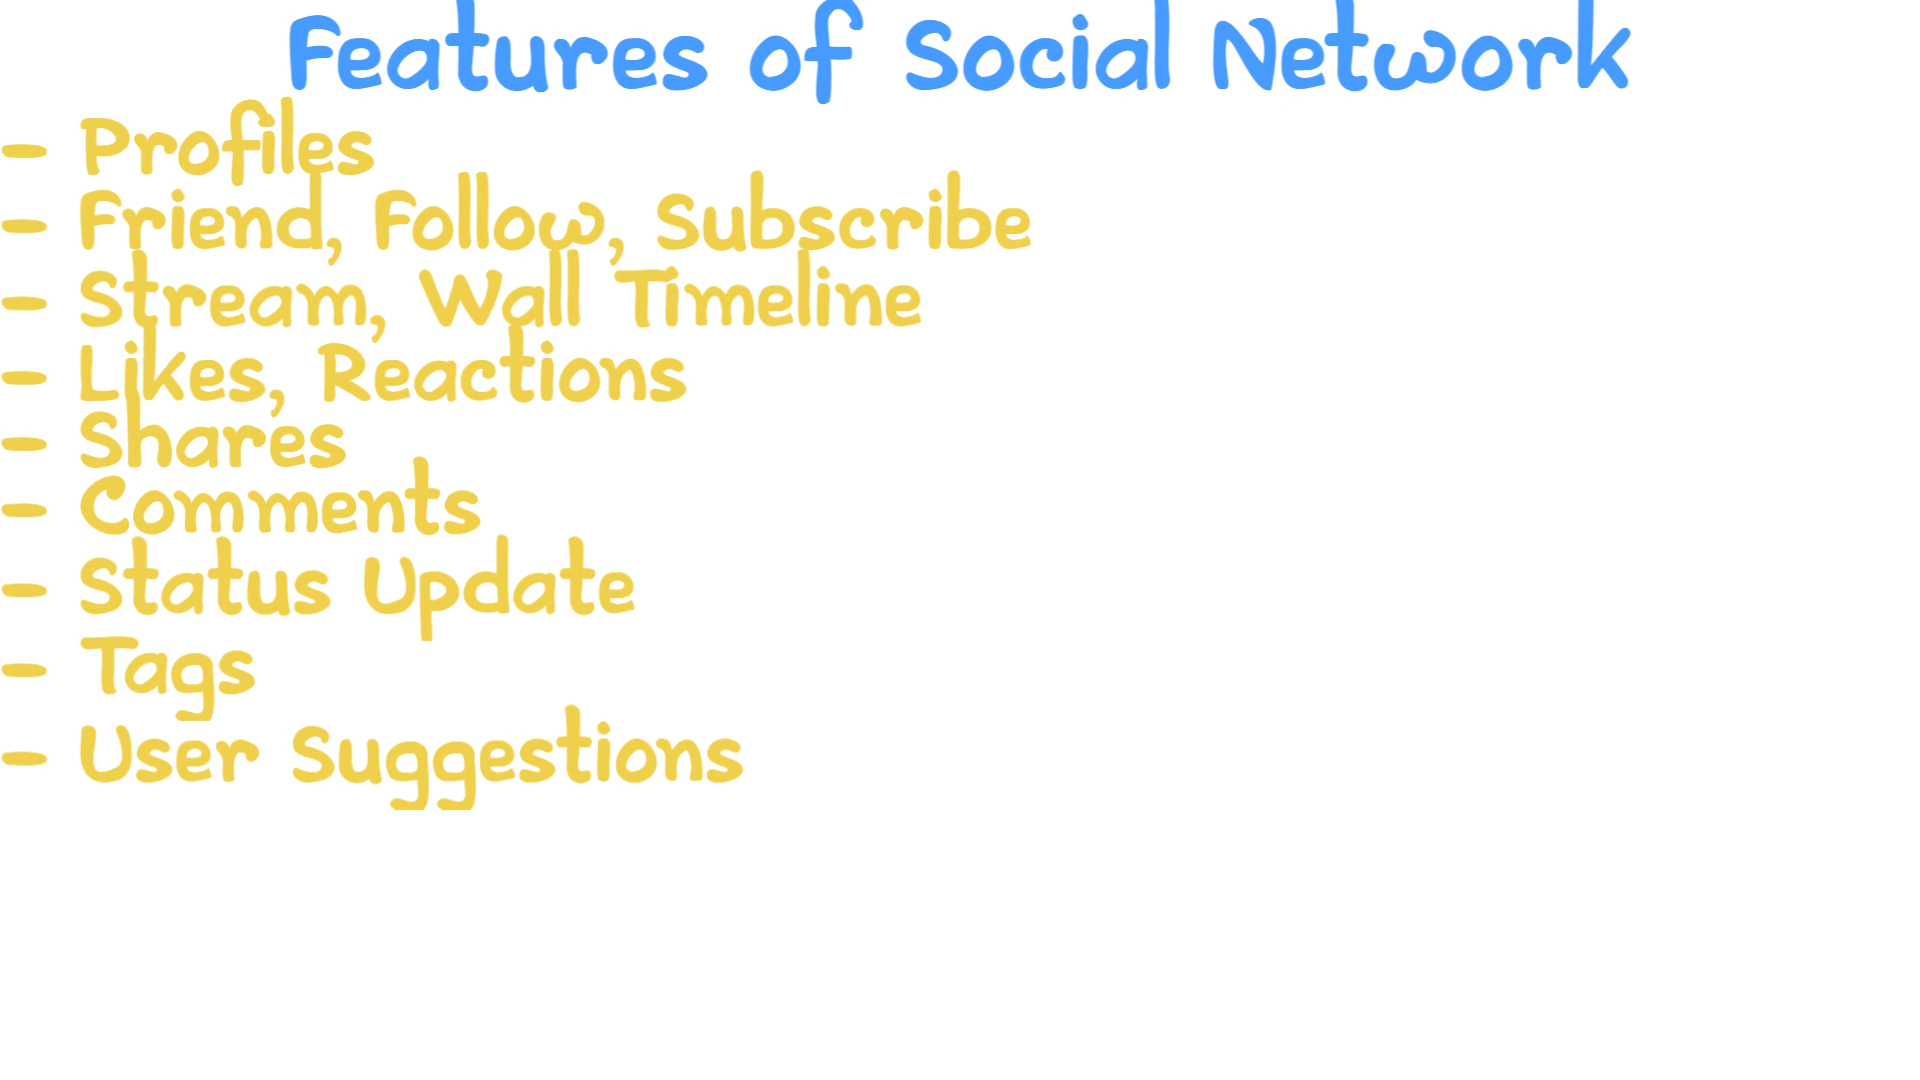 Features of Social Network
- Profiles
- Friend, Follow, Subscribe
- Stream, Wall Timeline
- Likes, Reactions
- Shares
- Comments
- Status Update
- Tags
- User Suggestions